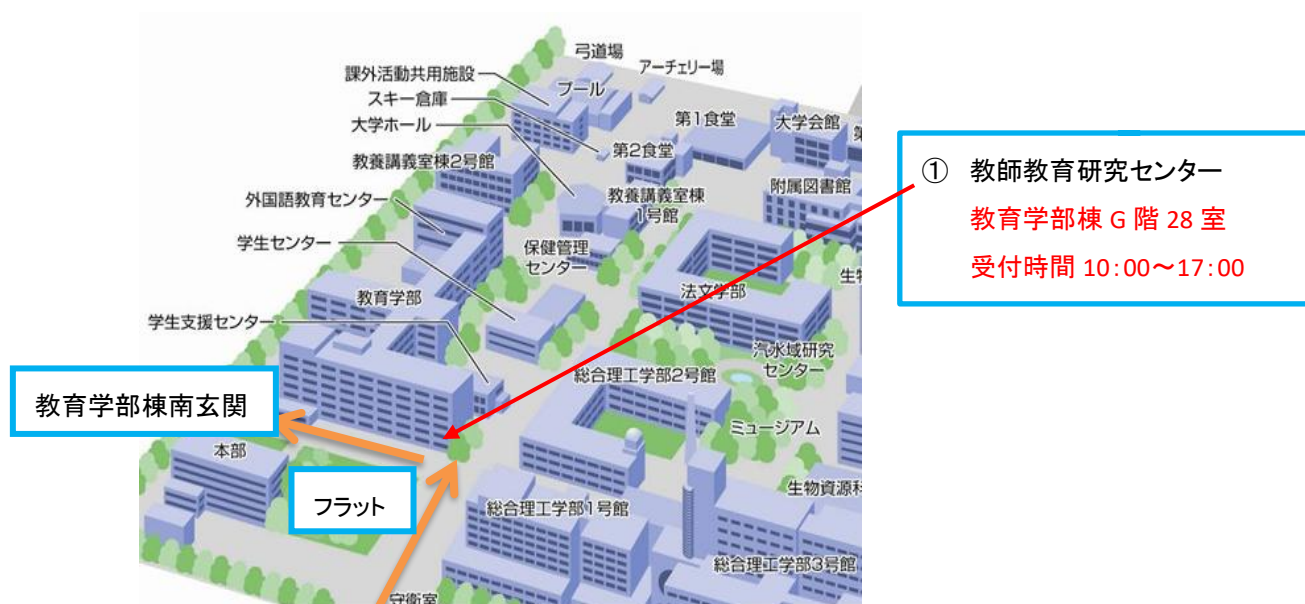 弓道場
アーチェリー場
課外活動共用施設
プール
スキー倉庫
大学ホール
第1食堂
大学会館
第2食堂
教養講義室棟2号館
教養講義室棟
1号館
附属図書館
外国語教育センター
学生センター
保健管理
センター
法文学部
教育学部
学生支援センター
汽水域研究
センター
総合理工学部2号館
ミュージアム
教育学部棟南玄関
本部
フラット
生物資源科
総合理工学部1号館
総合理工学部3号館
守衛室
① 教師教育研究センター
教育学部棟 G 階 28 室
受付時間 10:00～17:00